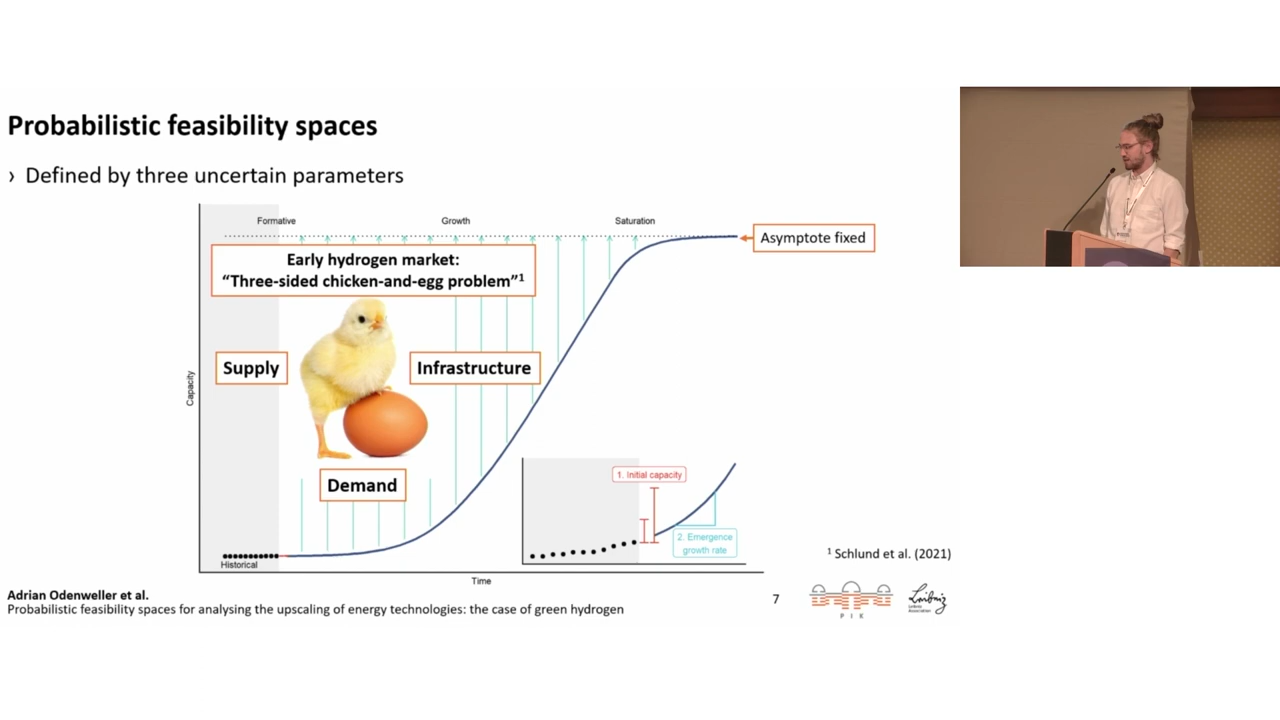 Probabilistic feasibility spaces
› Defined by three uncertain parameters
Formative
Growth
Saturation
Asymptote fixed
Early hydrogen market:
“Three-sided chicken-and-egg problem”1
Supply
Infrastructure
Demand
Capacity
1. Initial capacity
2. Emergence
growth rate
Historical
Time
1 Schlund et al. (2021)
Adrian Odenweller et al.
Probabilistic feasibility spaces for analysing the upscaling of energy technologies: the case of green hydrogen
7
P I K
Leibniz
Leibniz
Association